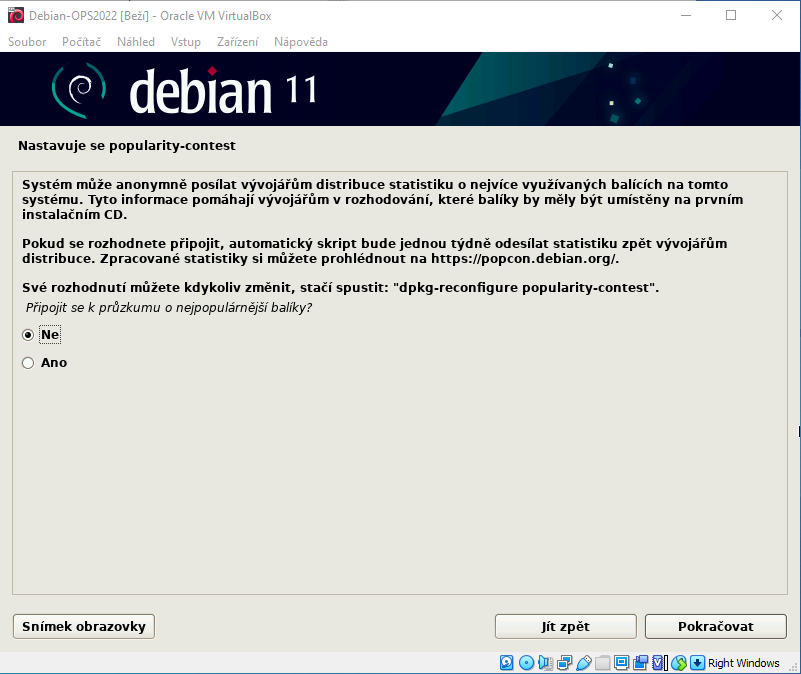 Debian-OPS2022 [Beží] - Oracle VM VirtualBox
Soubor Počítač Náhled Vstup Zařízení Nápověda
debian 11
Nastavuje se popularity-contest
Systém může anonymně posílat vývojářům distribuce statistiku o nejvíce využívaných balících na tomto
systému. Tyto informace pomáhají vývojářům v rozhodování, které balíky by měly být umístěny na prvním
instalačním CD.
Pokud se rozhodnete připojit, automatický skript bude jednou týdně odesílat statistiku zpět vývojářům
distribuce. Zpracované statistiky si můžete prohlédnout na https://popcon.debian.org/.
Své rozhodnutí můžete kdykoliv změnit, stačí spustit: "dpkg-reconfigure popularity-contest".
Připojit se k průzkumu o nejpopulárnější balíky?
Ne
Ano
Snímek obrazovky Jít zpět Pokračovat
Right Windows